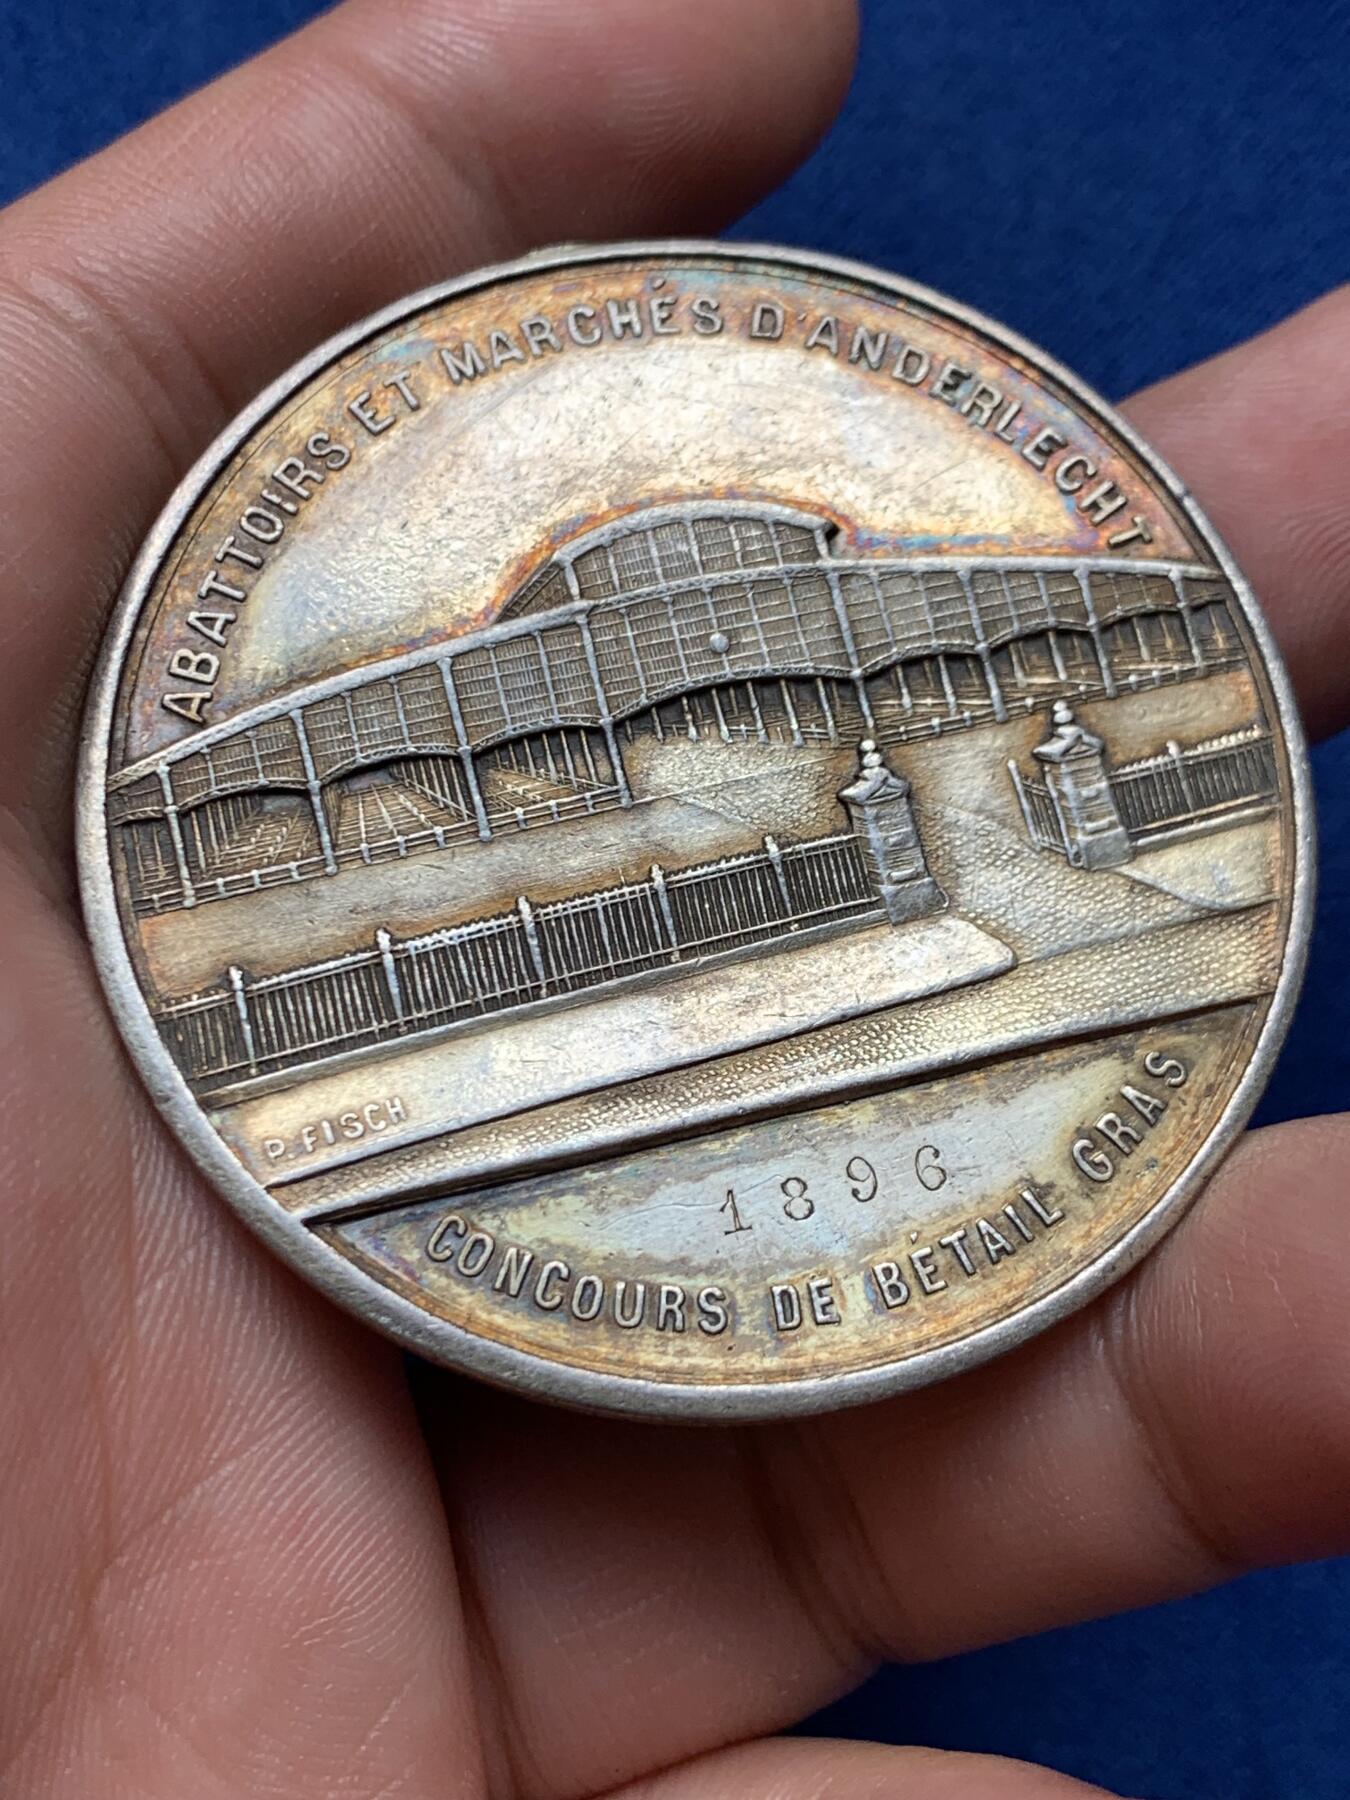 ABATTOIRS ET MARCHÉS D'ANDERLECHT
P. FISCH
1896
CONCOURS DE BÉTAIL GRAS